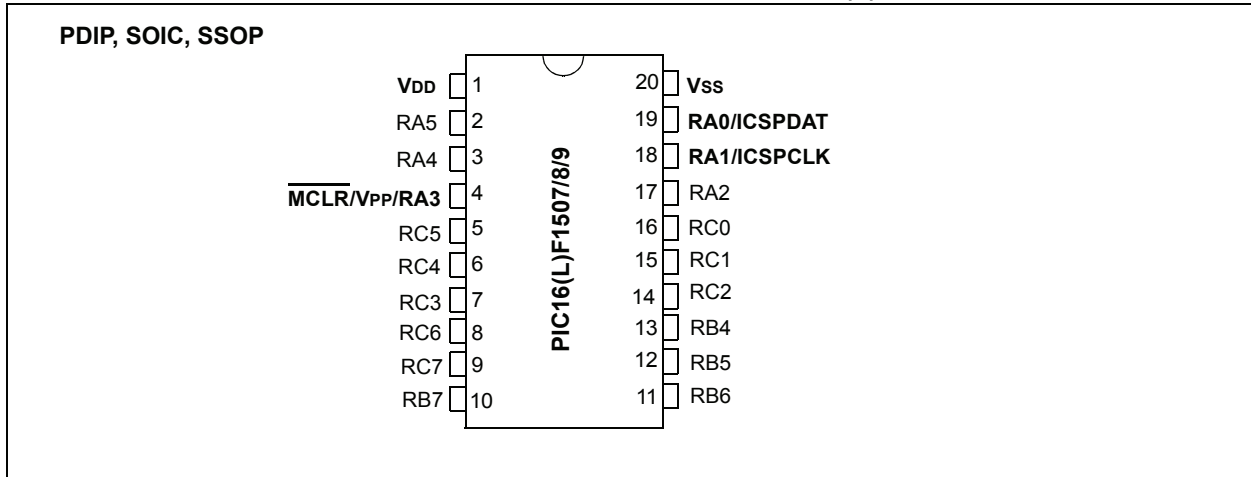 PDIP, SOIC, SSOP
VDD 1 20 VSS
RA5 2 19 RA0/ICSPDAT
RA4 3 18 RA1/ICSPCLK
MCLR/VPP/RA3 4 17 RA2
RC5 5 16 RC0
RC4 6 15 RC1
RC3 7 14 RC2
RC6 8 13 RB4
RC7 9 12 RB5
RB7 10 11 RB6
PIC16(L)F1507/8/9